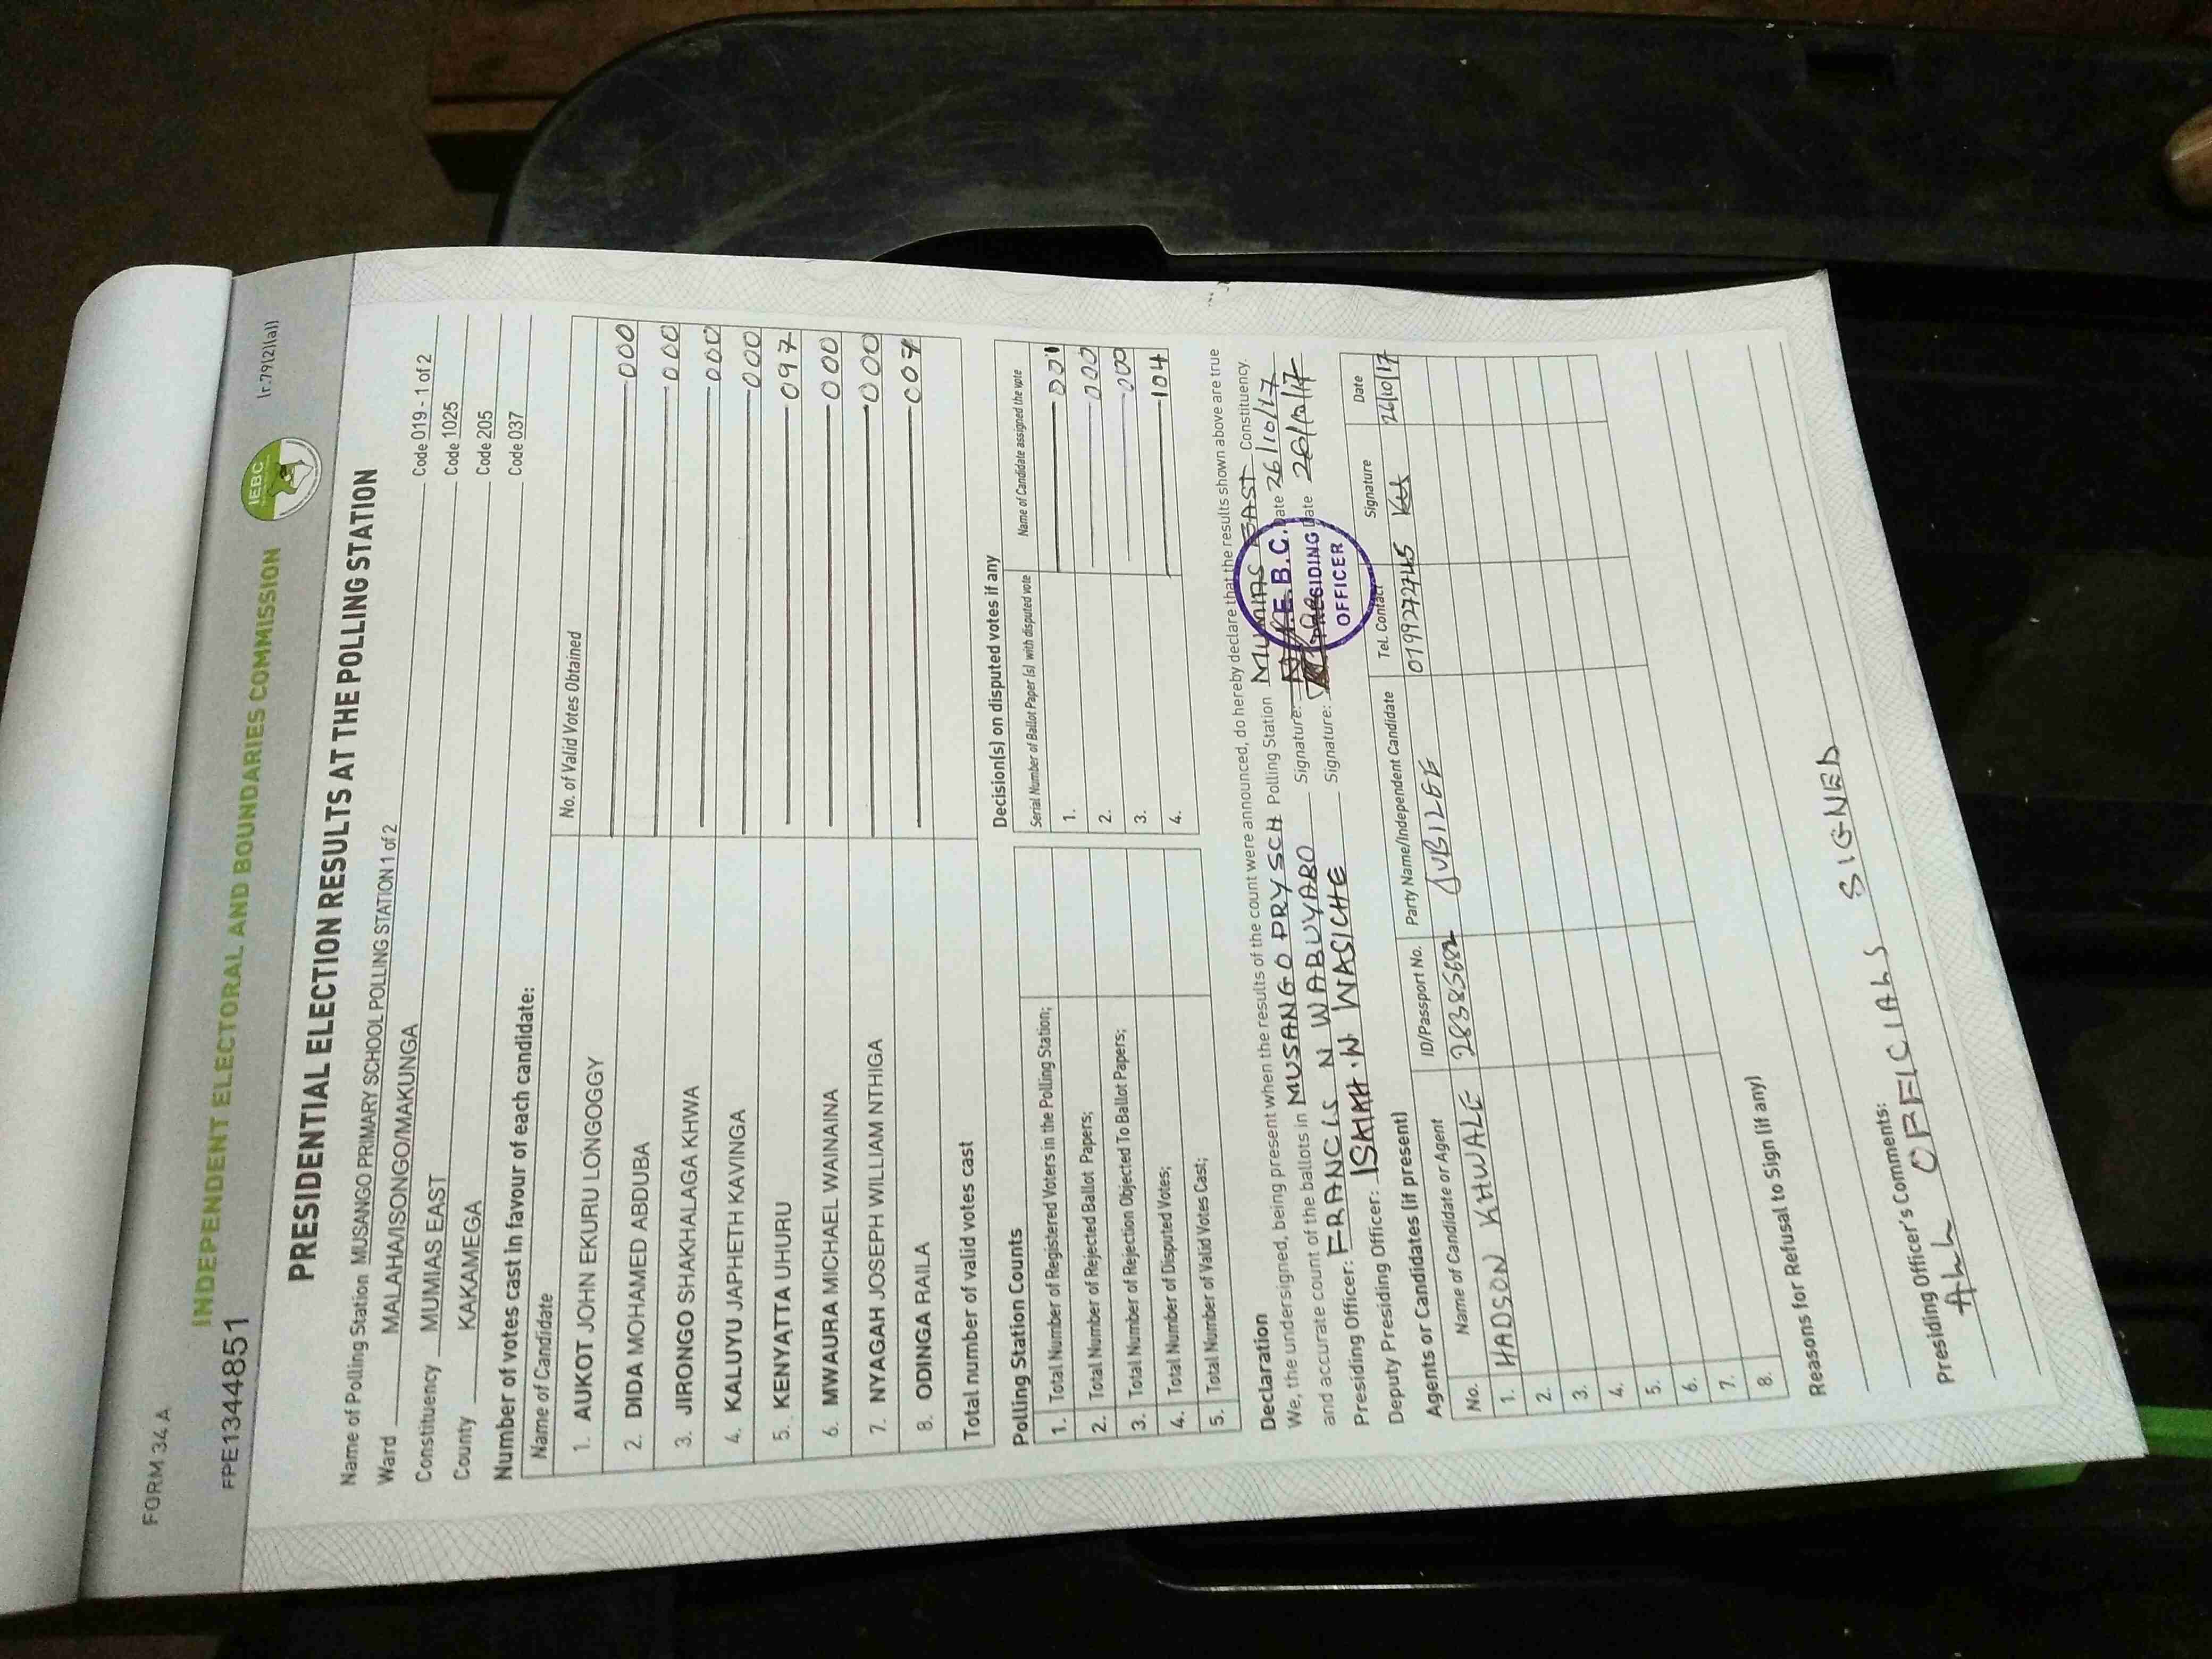 FORM 34 A
(r.79(2)(a))
FPE1344851
INDEPENDENT ELECTORAL AND BOUNDARIES COMMISSION
IEBC
PRESIDENTIAL ELECTION RESULTS AT THE POLLING STATION
Name of Polling Station MUSANGO PRIMARY SCHOOL POLLING STATION 1 of 2 Code 019 - 1 of 2
Ward MALAHA/ISONGO/MAKUNGA Code 1025
Constituency MUMIAS EAST Code 205
County KAKAMEGA Code 037
Number of votes cast in favour of each candidate:
Name of Candidate No. of Valid Votes Obtained
1. AUKOT JOHN EKURU LONGOGGY 000
2. DIDA MOHAMED ABDUBA 000
3. JIRONGO SHAKHALAGA KHWA 000
4. KALUYU JAPHETH KAVINGA 000
5. KENYATTA UHURU 097
6. MWAURA MICHAEL WAINAINA 000
7. NYAGAH JOSEPH WILLIAM NTHIGA 000
8. ODINGA RAILA 007
Total number of valid votes cast
Polling Station Counts
1. Total Number of Registered Voters in the Polling Station;
2. Total Number of Rejected Ballot Papers;
3. Total Number of Rejection Objected To Ballot Papers;
4. Total Number of Disputed Votes;
5. Total Number of Valid Votes Cast;
Decision(s) on disputed votes if any
Serial Number of Ballot Paper (s) with disputed vote Name of Candidate assigned the vote
1. 001
2. 000
3. 000
4. 104
Declaration
We, the undersigned, being present when the results of the count were announced, do hereby declare that the results shown above are true
and accurate count of the ballots in MUSANGO PRY SCH Polling Station MUMIAS EAST Constituency.
Presiding Officer: FRANCIS N WABUYABO Signature: Date 26/10/17
Deputy Presiding Officer: ISAIAH.W WASICHE Signature: Date 26/10/17
I.E.B.C.
PRESIDING
OFFICER
Agents or Candidates (if present)
No. Name of Candidate or Agent ID/Passport No. Party Name/Independent Candidate Tel. Contact Signature Date
1. HADSON KHWALE 28385682 JUBILEE 0799272745 26/10/17
2.
3.
4.
5.
6.
7.
8.
Reasons for Refusal to Sign (if any)
Presiding Officer's Comments:
ALL OFFICIALS SIGNED